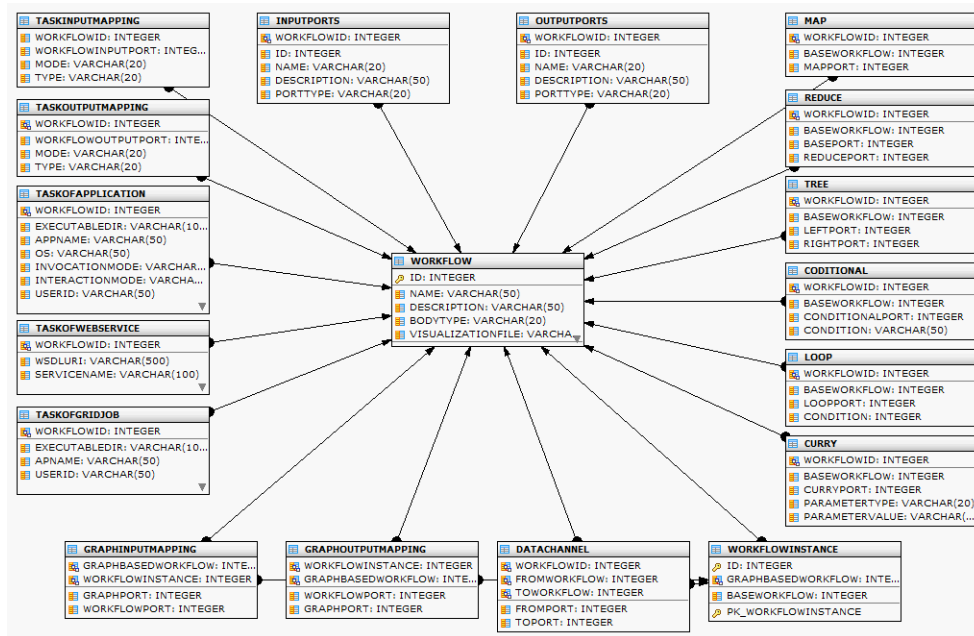 TASKINPUTMAPPING
WORKFLOWID: INTEGER
WORKFLOWINPUTPORT: INTEG...
MODE: VARCHAR(20)
TYPE: VARCHAR(20)
INPUTPORTS
WORKFLOWID: INTEGER
ID: INTEGER
NAME: VARCHAR(20)
DESCRIPTION: VARCHAR(50)
PORTTYPE: VARCHAR(20)
OUTPUTPORTS
WORKFLOWID: INTEGER
ID: INTEGER
NAME: VARCHAR(20)
DESCRIPTION: VARCHAR(50)
PORTTYPE: VARCHAR(20)
MAP
WORKFLOWID: INTEGER
BASEWORKFLOW: INTEGER
MAPPORT: INTEGER
TASKOUTPUTMAPPING
WORKFLOWID: INTEGER
WORKFLOWOUTPUTPORT: INTE...
MODE: VARCHAR(20)
TYPE: VARCHAR(20)
REDUCE
WORKFLOWID: INTEGER
BASEWORKFLOW: INTEGER
BASEPORT: INTEGER
REDUCEPORT: INTEGER
TASKOFAPPLICATION
WORKFLOWID: INTEGER
EXECUTABLEDIR: VARCHAR(10...
APPNAME: VARCHAR(50)
OS: VARCHAR(50)
INVOCATIONMODE: VARCHAR...
INTERACTIONMODE: VARCHA...
USERID: VARCHAR(50)
TREE
WORKFLOWID: INTEGER
BASEWORKFLOW: INTEGER
LEFTPORT: INTEGER
RIGHTPORT: INTEGER
WORKFLOW
ID: INTEGER
NAME: VARCHAR(50)
DESCRIPTION: VARCHAR(50)
BODYTYPE: VARCHAR(20)
VISUALIZATIONFILE: VARCHA...
CODITIONAL
WORKFLOWID: INTEGER
BASEWORKFLOW: INTEGER
CONDITIONALPORT: INTEGER
CONDITION: VARCHAR(50)
TASKOFWEBSERVICE
WORKFLOWID: INTEGER
WSDLURI: VARCHAR(500)
SERVICENAME: VARCHAR(100)
LOOP
WORKFLOWID: INTEGER
BASEWORKFLOW: INTEGER
LOOPPORT: INTEGER
CONDITION: INTEGER
TASKOFGRIDJOB
WORKFLOWID: INTEGER
EXECUTABLEDIR: VARCHAR(10...
APNAME: VARCHAR(50)
USERID: VARCHAR(50)
CURRY
WORKFLOWID: INTEGER
BASEWORKFLOW: INTEGER
CURRYPORT: INTEGER
PARAMETERTYPE: VARCHAR(20)
PARAMETERVALUE: VARCHAR(...
GRAPHINPUTMAPPING
GRAPHBASEDWORKFLOW: INTE...
WORKFLOWINSTANCE: INTEGER
GRAPHPORT: INTEGER
WORKFLOWPORT: INTEGER
GRAPHOUTPUTMAPPING
WORKFLOWINSTANCE: INTEGER
GRAPHBASEDWORKFLOW: INTE...
WORKFLOWPORT: INTEGER
GRAPHPORT: INTEGER
DATACHANNEL
WORKFLOWID: INTEGER
FROMWORKFLOW: INTEGER
TOWORKFLOW: INTEGER
FROMPORT: INTEGER
TOPORT: INTEGER
WORKFLOWINSTANCE
ID: INTEGER
GRAPHBASEDWORKFLOW: INTE...
BASEWORKFLOW: INTEGER
PK_WORKFLOWINSTANCE